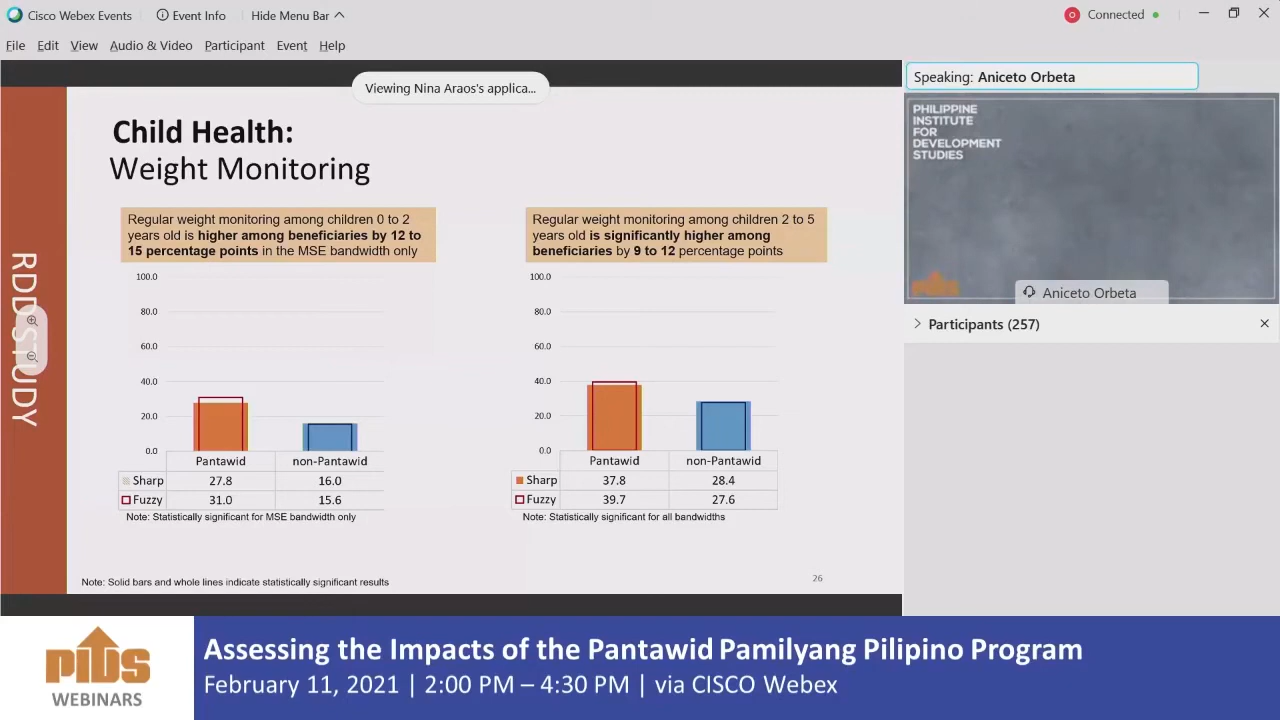 Cisco Webex Events
Event Info
Hide Menu Bar
Connected
File Edit View Audio & Video Participant Event Help
Viewing Nina Araos's applica...
Speaking: Aniceto Orbeta
PHILIPPINE
INSTITUTE
FOR
DEVELOPMENT
STUDIES
Aniceto Orbeta
Participants (257)
RDD STUDY
Child Health:
Weight Monitoring
Regular weight monitoring among children 0 to 2
years old is higher among beneficiaries by 12 to
15 percentage points in the MSE bandwidth only
100.0
80.0
60.0
40.0
20.0
0.0
Pantawid non-Pantawid
Sharp 27.8 16.0
Fuzzy 31.0 15.6
Note: Statistically significant for MSE bandwidth only
Regular weight monitoring among children 2 to 5
years old is significantly higher among
beneficiaries by 9 to 12 percentage points
100.0
80.0
60.0
40.0
20.0
0.0
Pantawid non-Pantawid
Sharp 37.8 28.4
Fuzzy 39.7 27.6
Note: Statistically significant for all bandwidths
Note: Solid bars and whole lines indicate statistically significant results
26
PIDS
WEBINARS
Assessing the Impacts of the Pantawid Pamilyang Pilipino Program
February 11, 2021 | 2:00 PM – 4:30 PM | via CISCO Webex